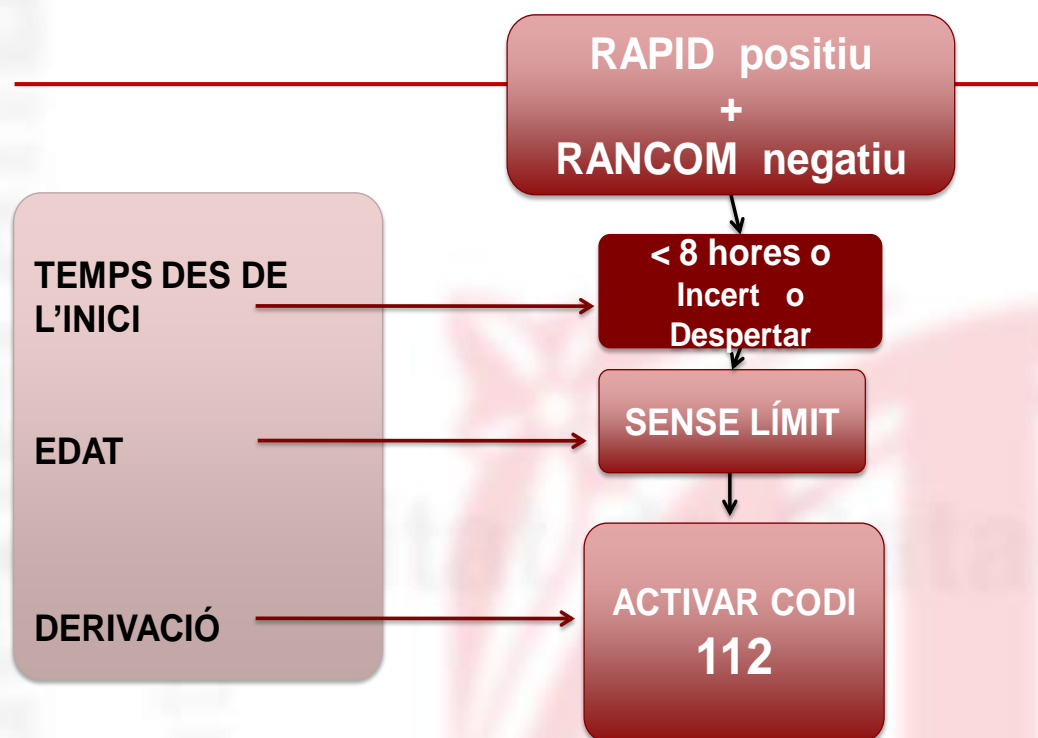 RAPID positiu
+
RANCOM negatiu
TEMPS DES DE
L'INICI
< 8 hores o
Incert o
Despertar
EDAT
SENSE LÍMIT
DERIVACIÓ
ACTIVAR CODI
112